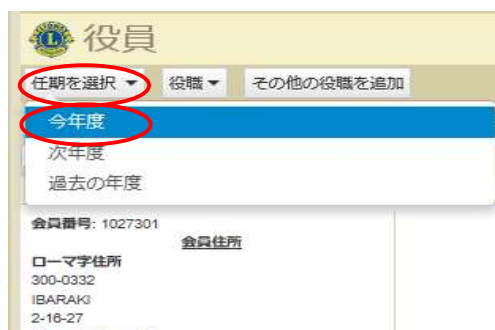 役員
任期を選択 ▼ 役職 ▼ その他の役職を追加
今年度
次年度
過去の年度
会員番号: 1027301
会員住所
ローマ字住所
300-0332
IBARAKI
2-16-27